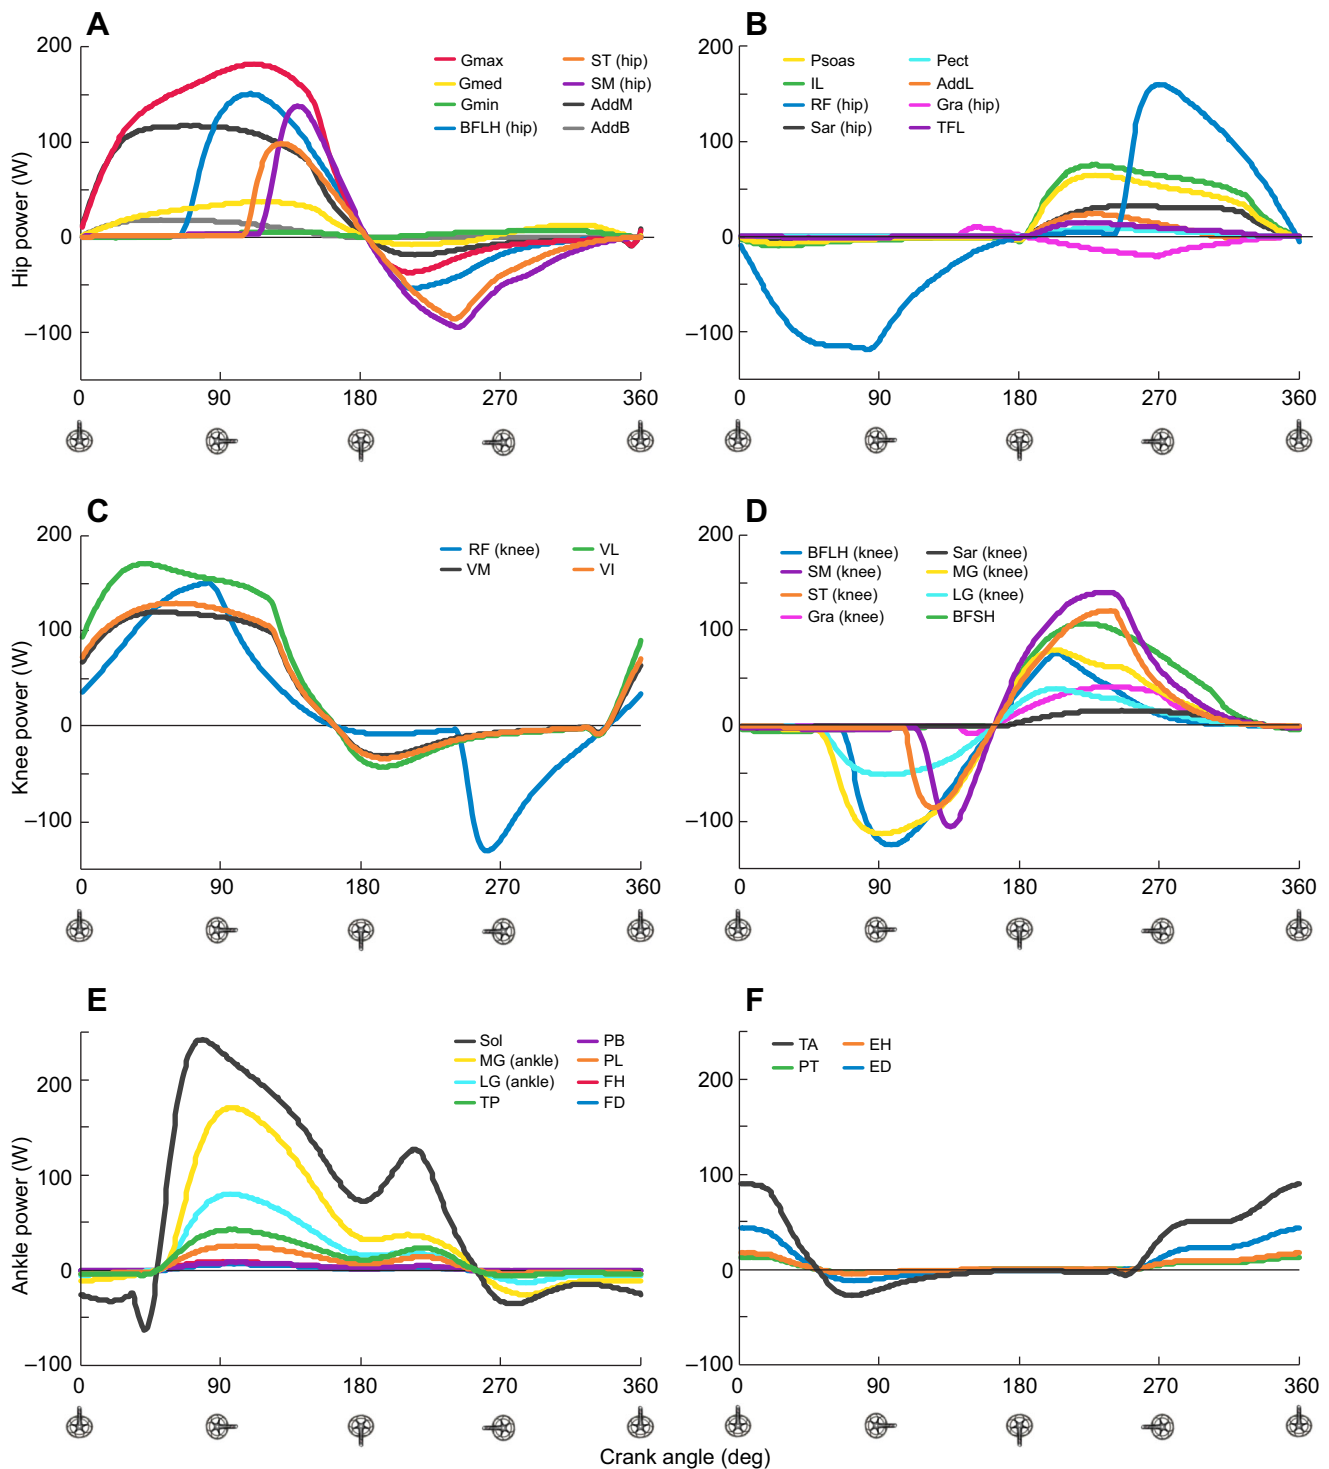 A
B
200
100
0
–100
Hip power (W)
Gmax
Gmed
Gmin
BFLH (hip)
ST (hip)
SM (hip)
AddM
AddB
0
90
180
270
360
200
100
0
–100
Psoas
IL
RF (hip)
Sar (hip)
Pect
AddL
Gra (hip)
TFL
0
90
180
270
360
C
D
200
100
0
–100
Knee power (W)
RF (knee)
VM
VL
VI
0
90
180
270
360
200
100
0
–100
BFLH (knee)
SM (knee)
ST (knee)
Gra (knee)
Sar (knee)
MG (knee)
LG (knee)
BFSH
0
90
180
270
360
E
F
200
100
0
–100
Ankle power (W)
Sol
MG (ankle)
LG (ankle)
TP
PB
PL
FH
FD
0
90
180
270
360
200
100
0
–100
TA
PT
EH
ED
0
90
180
270
360
Crank angle (deg)